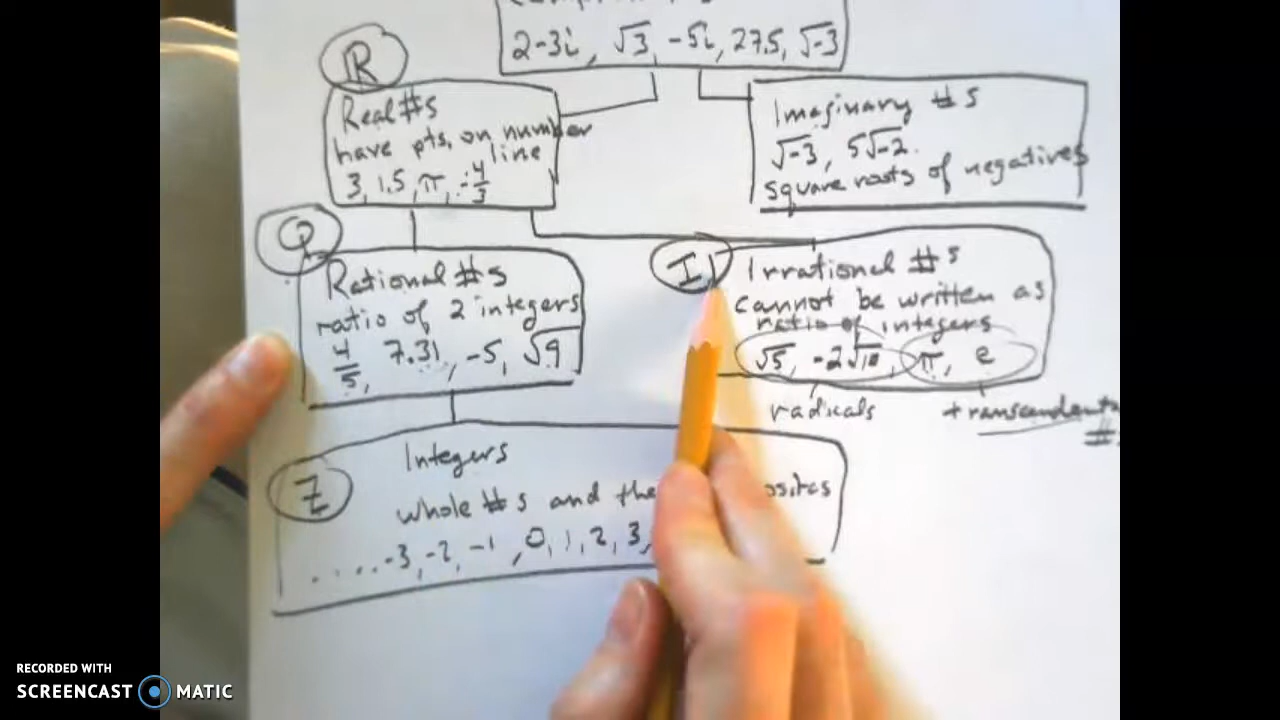 2-3i, √3, -5i, 27.5, √-3
R
Real #s
have pts. on number
line
3, 1.5, π, -4/3
Imaginary #s
√-3, 5√-2
square roots of negatives
Q
Rational #s
ratio of 2 integers
4/5, 7.31, -5, √9
I
Irrational #s
cannot be written as
ratio of integers
√5, -2√10, π, e
radicals
Z
Integers
whole #s and
....-3, -2, -1, 0, 1, 2, 3,
RECORDED WITH
SCREENCAST MATIC